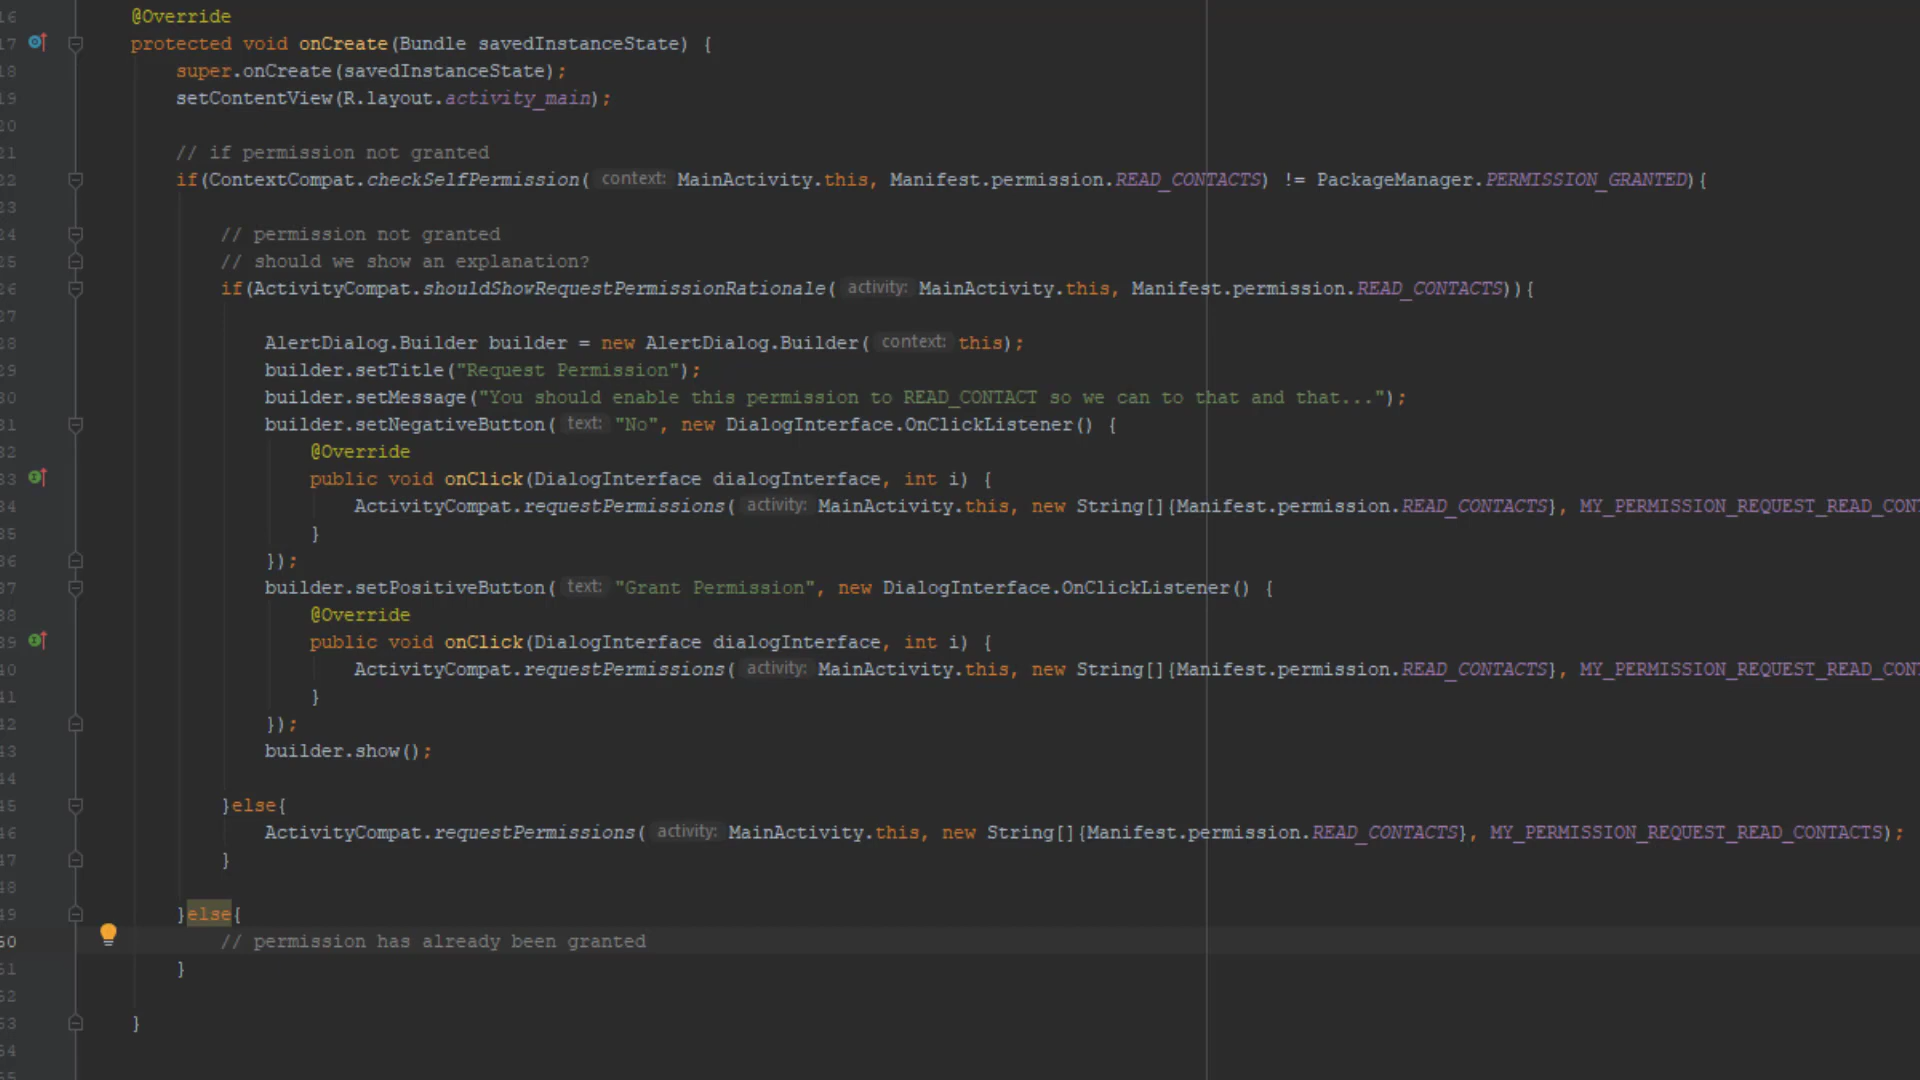 16 @Override
17 protected void onCreate(Bundle savedInstanceState) {
18 super.onCreate(savedInstanceState);
19 setContentView(R.layout.activity_main);
20
21 // if permission not granted
22 if(ContextCompat.checkSelfPermission( context: MainActivity.this, Manifest.permission.READ_CONTACTS) != PackageManager.PERMISSION_GRANTED){
23
24 // permission not granted
25 // should we show an explanation?
26 if(ActivityCompat.shouldShowRequestPermissionRationale( activity: MainActivity.this, Manifest.permission.READ_CONTACTS)){
27
28 AlertDialog.Builder builder = new AlertDialog.Builder( context: this);
29 builder.setTitle("Request Permission");
30 builder.setMessage("You should enable this permission to READ_CONTACT so we can to that and that...");
31 builder.setNegativeButton( text: "No", new DialogInterface.OnClickListener() {
32 @Override
33 public void onClick(DialogInterface dialogInterface, int i) {
34 ActivityCompat.requestPermissions( activity: MainActivity.this, new String[]{Manifest.permission.READ_CONTACTS}, MY_PERMISSION_REQUEST_READ_CONT
35 }
36 });
37 builder.setPositiveButton( text: "Grant Permission", new DialogInterface.OnClickListener() {
38 @Override
39 public void onClick(DialogInterface dialogInterface, int i) {
40 ActivityCompat.requestPermissions( activity: MainActivity.this, new String[]{Manifest.permission.READ_CONTACTS}, MY_PERMISSION_REQUEST_READ_CONT
41 }
42 });
43 builder.show();
44
45 }else{
46 ActivityCompat.requestPermissions( activity: MainActivity.this, new String[]{Manifest.permission.READ_CONTACTS}, MY_PERMISSION_REQUEST_READ_CONTACTS);
47 }
48
49 }else{
50 // permission has already been granted
51 }
52
53 }
54